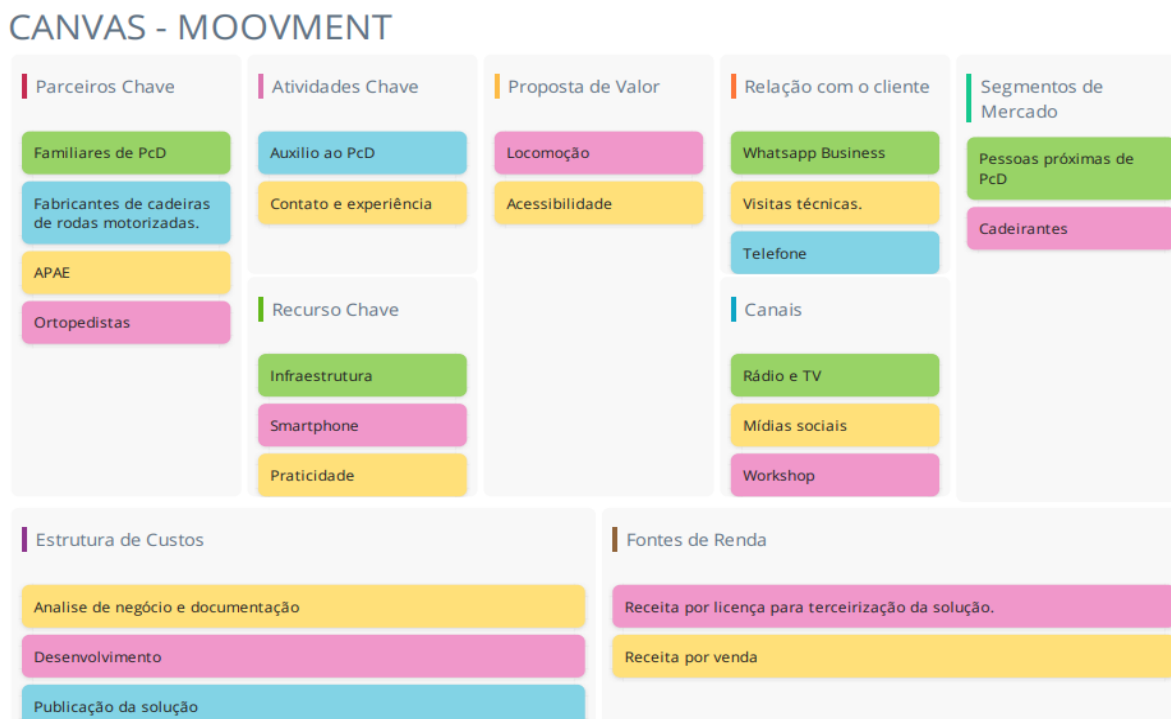 CANVAS - MOOVMENT
Parceiros Chave
Familiares de PcD
Fabricantes de cadeiras
de rodas motorizadas.
APAE
Ortopedistas
Atividades Chave
Auxilio ao PcD
Contato e experiência
Recurso Chave
Infraestrutura
Smartphone
Praticidade
Proposta de Valor
Locomoção
Acessibilidade
Relação com o cliente
Whatsapp Business
Visitas técnicas.
Telefone
Canais
Rádio e TV
Mídias sociais
Workshop
Segmentos de
Mercado
Pessoas próximas de
PcD
Cadeirantes
Estrutura de Custos
Analise de negócio e documentação
Desenvolvimento
Publicação da solução
Fontes de Renda
Receita por licença para terceirização da solução.
Receita por venda